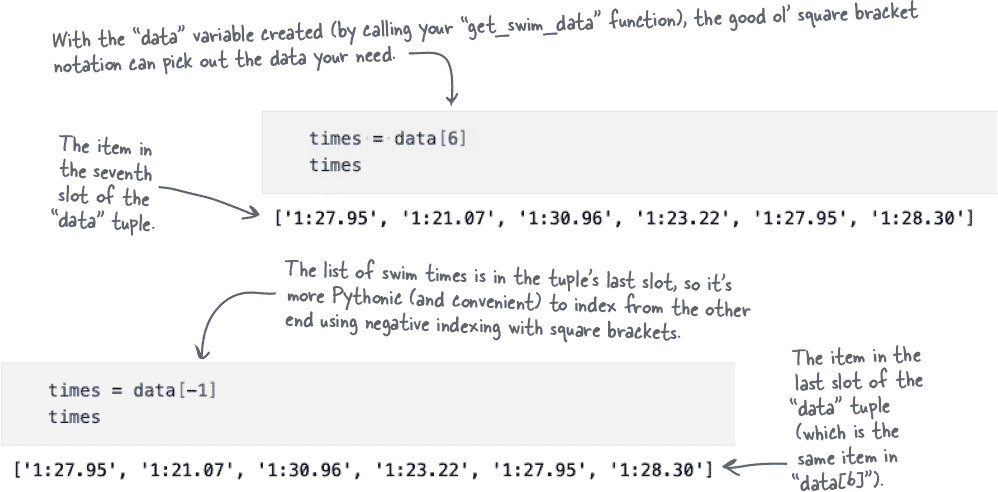 With the “data” variable created (by calling your “get_swim_data” function), the good ol’ square bracket
notation can pick out the data your need.
times = data[6]
times
The item in
the seventh
slot of the
“data” tuple.
['1:27.95', '1:21.07', '1:30.96', '1:23.22', '1:27.95', '1:28.30']
The list of swim times is in the tuple’s last slot, so it’s
more Pythonic (and convenient) to index from the other
end using negative indexing with square brackets.
times = data[-1]
times
['1:27.95', '1:21.07', '1:30.96', '1:23.22', '1:27.95', '1:28.30']
The item in the
last slot of the
“data” tuple
(which is the
same item in
“data[6]”).